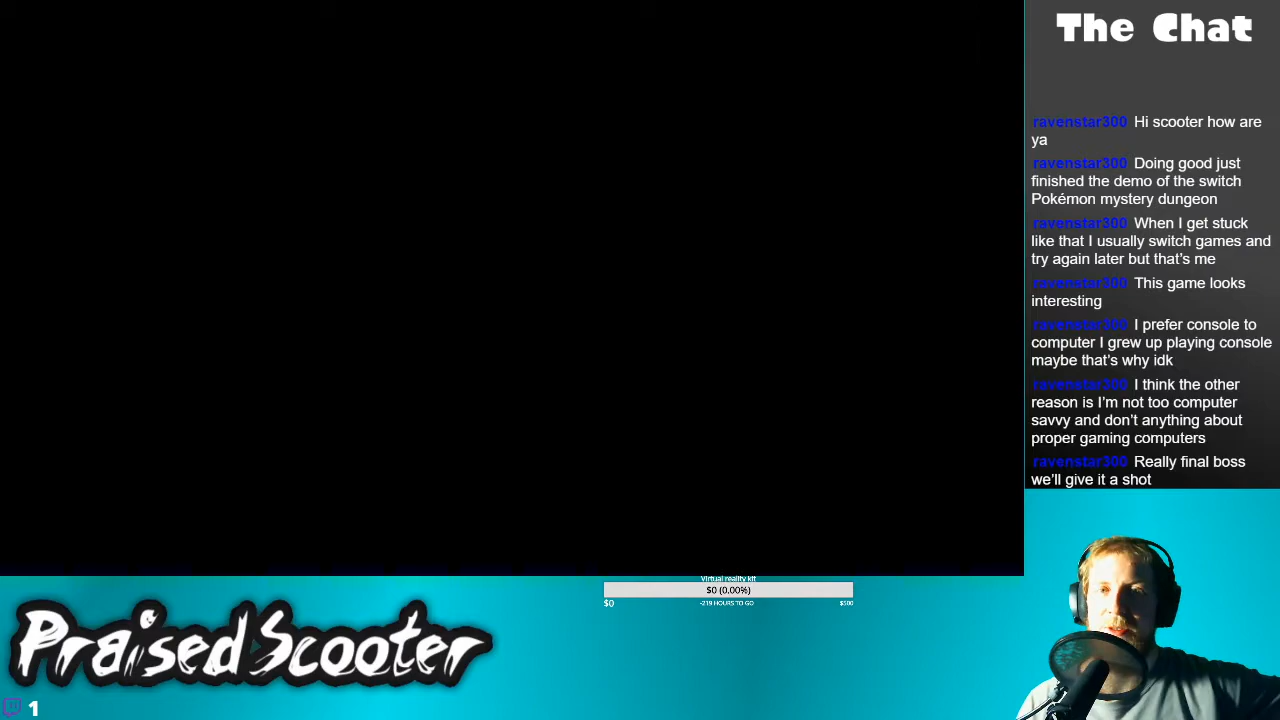 The Chat
ravenstar300 Hi scooter how are
ya
ravenstar300 Doing good just
finished the demo of the switch
Pokémon mystery dungeon
ravenstar300 When I get stuck
like that I usually switch games and
try again later but that's me
ravenstar300 This game looks
interesting
ravenstar300 I prefer console to
computer I grew up playing console
maybe that's why idk
ravenstar300 I think the other
reason is I'm not too computer
savvy and don't anything about
proper gaming computers
ravenstar300 Really final boss
we'll give it a shot
Virtual reality kit
$0 (0.00%)
$0 -219 HOURS TO GO $500
PraisedScooter
1